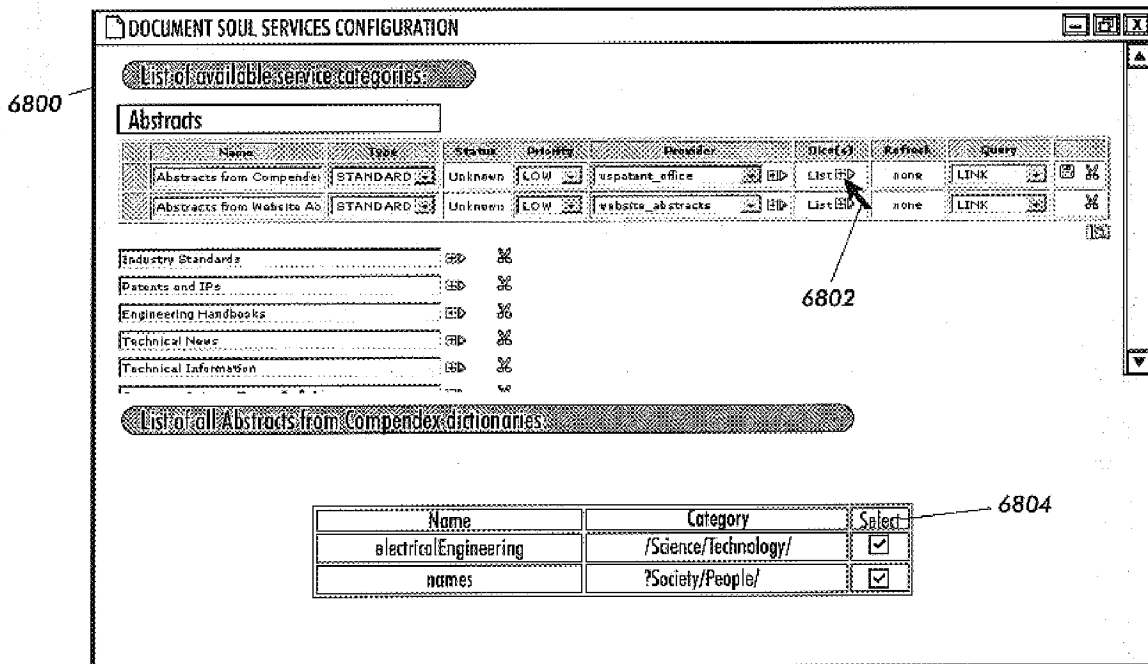 DOCUMENT SOUL SERVICES CONFIGURATION
List of available service categories:
6800
Abstracts
Name Type Status Priority Provider Dice(s) Refresh Query
Abstracts from Compendex STANDARD Unknown LOW uspatent_office List none LINK
Abstracts from Website Ab STANDARD Unknown LOW website_abstracts List none LINK
6802
Industry Standards
Patents and IPs
Engineering Handbooks
Technical News
Technical Information
List of all Abstracts from Compendex dictionaries
6804
Name Category Select
electricalEngineering /Science/Technology/
names ?Society/People/